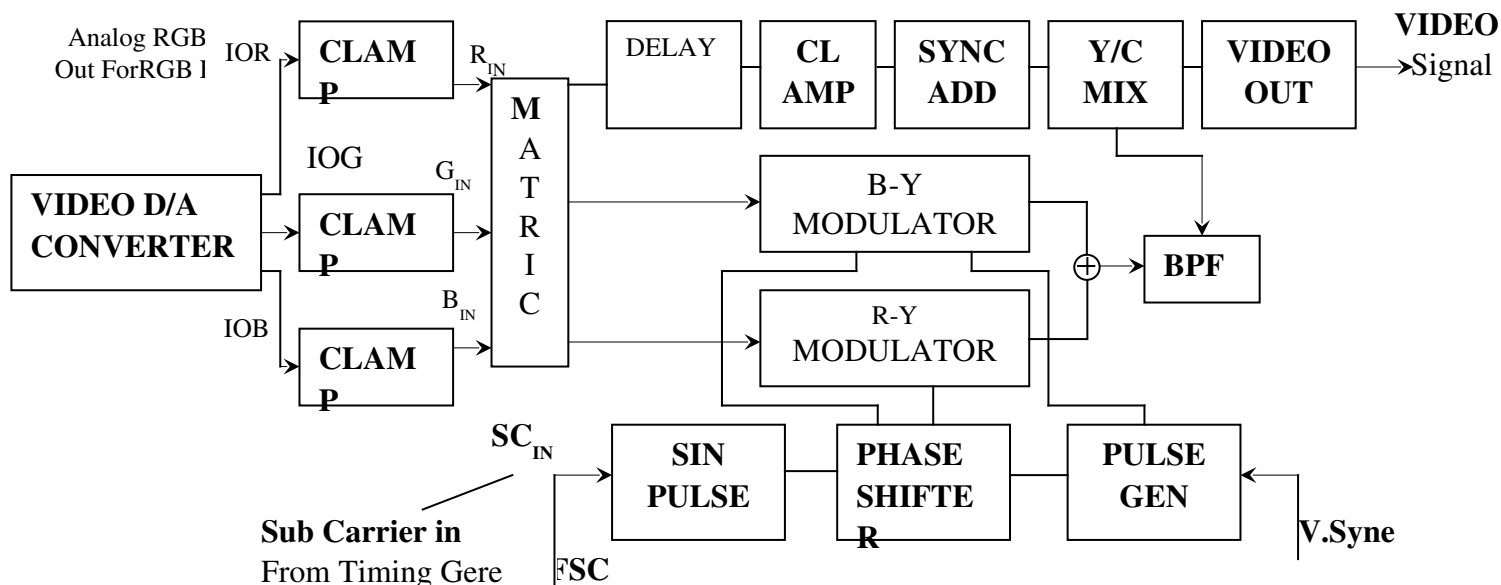 Analog RGB
Out ForRGB
IOR
CLAM
P
R IN
DELAY
CL
AMP
SYNC
ADD
Y/C
MIX
VIDEO
OUT
VIDEO
Signal
IOG
M
A
T
R
I
C
VIDEO D/A
CONVERTER
CLAM
P
G IN
B-Y
MODULATOR
BPF
IOB
CLAM
P
B IN
R-Y
MODULATOR
SC IN
SIN
PULSE
PHASE
SHIFTE
R
PULSE
GEN
Sub Carrier in
From Timing Gere
FSC
V.Syne